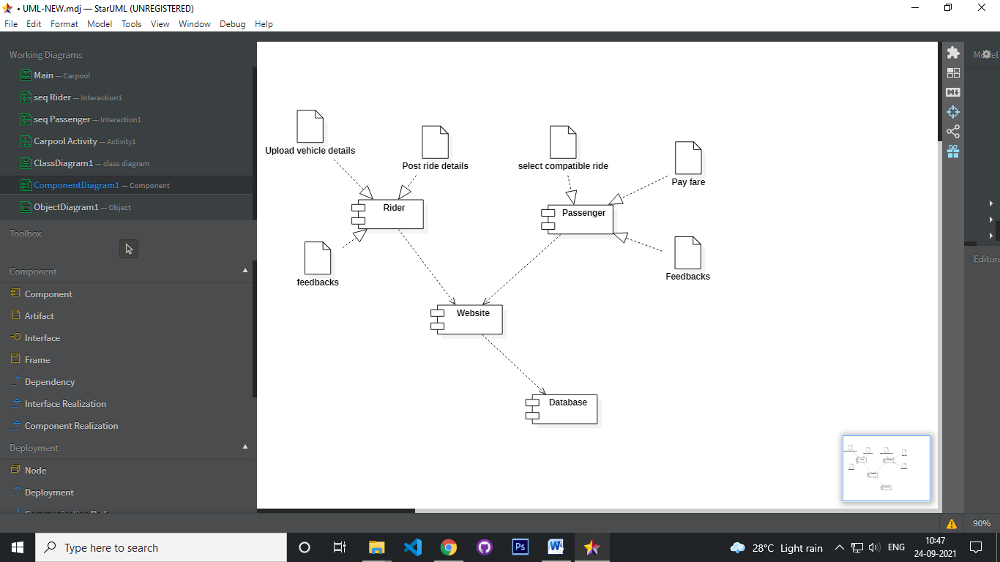 • UML-NEW.mdj — StarUML (UNREGISTERED)
File Edit Format Model Tools View Window Debug Help
Working Diagrams
Main — Carpool
seq Rider — Interaction1
seq Passenger — Interaction1
Carpool Activity — Activity1
ClassDiagram1 — class diagram
ComponentDiagram1 — Component
ObjectDiagram1 — Object
Toolbox
Component
Component
Artifact
Interface
Frame
Dependency
Interface Realization
Component Realization
Deployment
Node
Deployment
Upload vehicle details
Post ride details
select compatible ride
Pay fare
Rider
Passenger
feedbacks
Feedbacks
Website
Database
M
Editors
90%
Type here to search
Ps
W
28°C Light rain
ENG
10:47
24-09-2021